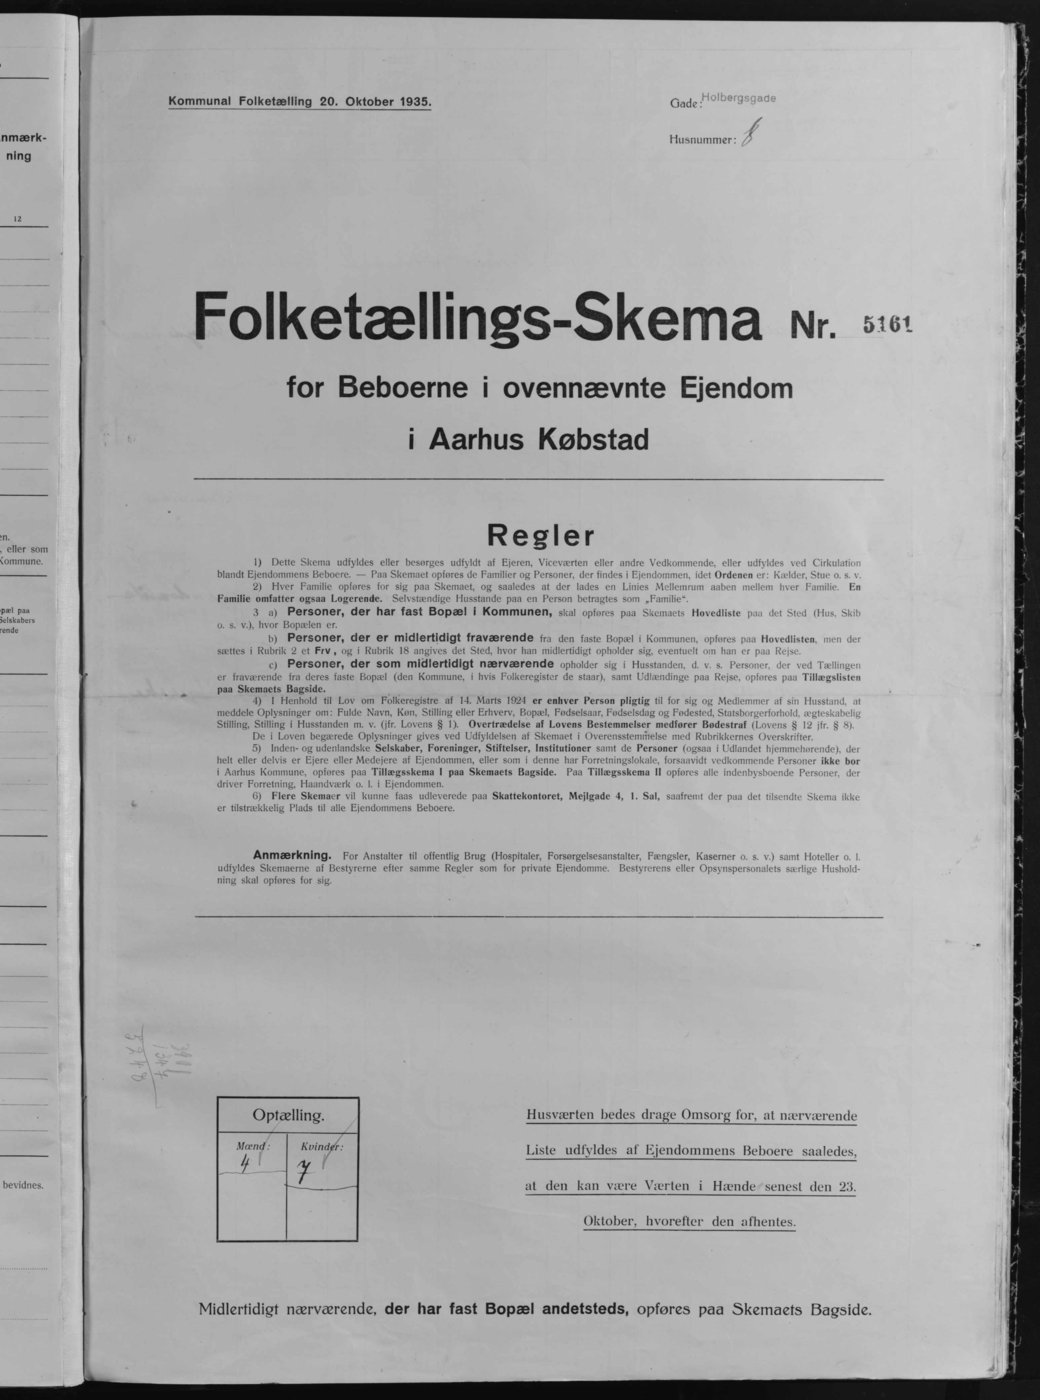 nmærk-
ning
12
en.
, eller som
Kommune.
pæl paa
Selskabers
rende
bevidnes.
Kommunal Folketælling 20. Oktober 1935.
Gade: Holbergsgade
Husnummer: 8
Folketællings-Skema Nr. 5161
for Beboerne i ovennævnte Ejendom
i Aarhus Købstad
Regler
1) Dette Skema udfyldes eller besørges udfyldt af Ejeren, Viceværten eller andre Vedkommende, eller udfyldes ved Cirkulation
blandt Ejendommens Beboere. — Paa Skemaet opføres de Familier og Personer, der findes i Ejendommen, idet Ordenen er: Kælder, Stue o. s. v.
2) Hver Familie opføres for sig paa Skemaet, og saaledes at der lades en Linies Mellemrum aaben mellem hver Familie. En
Familie omfatter ogsaa Logerende. Selvstændige Husstande paa en Person betragtes som „Familie“.
3 a) Personer, der har fast Bopæl i Kommunen, skal opføres paa Skemaets Hovedliste paa det Sted (Hus, Skib
o. s. v.), hvor Bopælen er.
b) Personer, der er midlertidigt fraværende fra den faste Bopæl i Kommunen, opføres paa Hovedlisten, men der
sættes i Rubrik 2 et Frv, og i Rubrik 18 angives det Sted, hvor han midlertidigt opholder sig, eventuelt om han er paa Rejse.
c) Personer, der som midlertidigt nærværende opholder sig i Husstanden, d. v. s. Personer, der ved Tællingen
er fraværende fra deres faste Bopæl (den Kommune, i hvis Folkeregister de staar), samt Udlændinge paa Rejse, opføres paa Tillægslisten
paa Skemaets Bagside.
4) I Henhold til Lov om Folkeregistre af 14. Marts 1924 er enhver Person pligtig til for sig og Medlemmer af sin Husstand, at
meddele Oplysninger om: Fulde Navn, Køn, Stilling eller Erhverv, Bopæl, Fødselsaar, Fødselsdag og Fødested, Statsborgerforhold, ægteskabelig
Stilling, Stilling i Husstanden m. v. (jfr. Lovens § 1). Overtrædelse af Lovens Bestemmelser medfører Bødestraf (Lovens § 12 jfr. § 8).
De i Loven begærede Oplysninger gives ved Udfyldelsen af Skemaet i Overensstemmelse med Rubrikkernes Overskrifter.
5) Inden- og udenlandske Selskaber, Foreninger, Stiftelser, Institutioner samt de Personer (ogsaa i Udlandet hjemmehørende), der
helt eller delvis er Ejere eller Medejere af Ejendommen, eller som i denne har Forretningslokale, forsaavidt vedkommende Personer ikke bor
i Aarhus Kommune, opføres paa Tillægsskema I paa Skemaets Bagside. Paa Tillægsskema II opføres alle indenbysboende Personer, der
driver Forretning, Haandværk o. l. i Ejendommen.
6) Flere Skemaer vil kunne faas udleverede paa Skattekontoret, Mejlgade 4, 1. Sal, saafremt der paa det tilsendte Skema ikke
er tilstrækkelig Plads til alle Ejendommens Beboere.
Anmærkning. For Anstalter til offentlig Brug (Hospitaler, Forsørgelsesanstalter, Fængsler, Kaserner o. s. v.) samt Hoteller o. l.
udfyldes Skemaerne af Bestyrerne efter samme Regler som for private Ejendomme. Bestyrerens eller Opsynspersonalets særlige Hushold-
ning skal opføres for sig.
Optælling.
Mænd: Kvinder:
4 7
Husværten bedes drage Omsorg for, at nærværende
Liste udfyldes af Ejendommens Beboere saaledes,
at den kan være Værten i Hænde senest den 23.
Oktober, hvorefter den afhentes.
Midlertidigt nærværende, der har fast Bopæl andetsteds, opføres paa Skemaets Bagside.